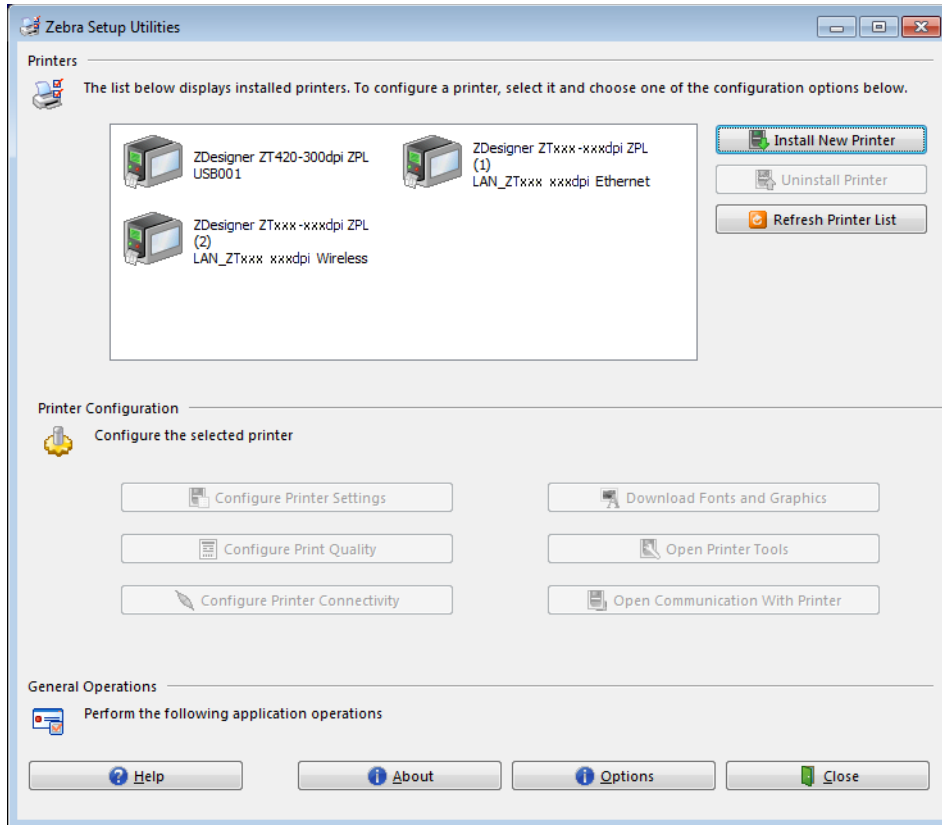 Zebra Setup Utilities
Printers
The list below displays installed printers. To configure a printer, select it and choose one of the configuration options below.
ZDesigner ZT420-300dpi ZPL
USB001
ZDesigner ZTxxx-xxxdpi ZPL
(1)
LAN_ZTxxx xxxdpi Ethernet
ZDesigner ZTxxx-xxxdpi ZPL
(2)
LAN_ZTxxx xxxdpi Wireless
Install New Printer
Uninstall Printer
Refresh Printer List
Printer Configuration
Configure the selected printer
Configure Printer Settings
Download Fonts and Graphics
Configure Print Quality
Open Printer Tools
Configure Printer Connectivity
Open Communication With Printer
General Operations
Perform the following application operations
Help
About
Options
Close